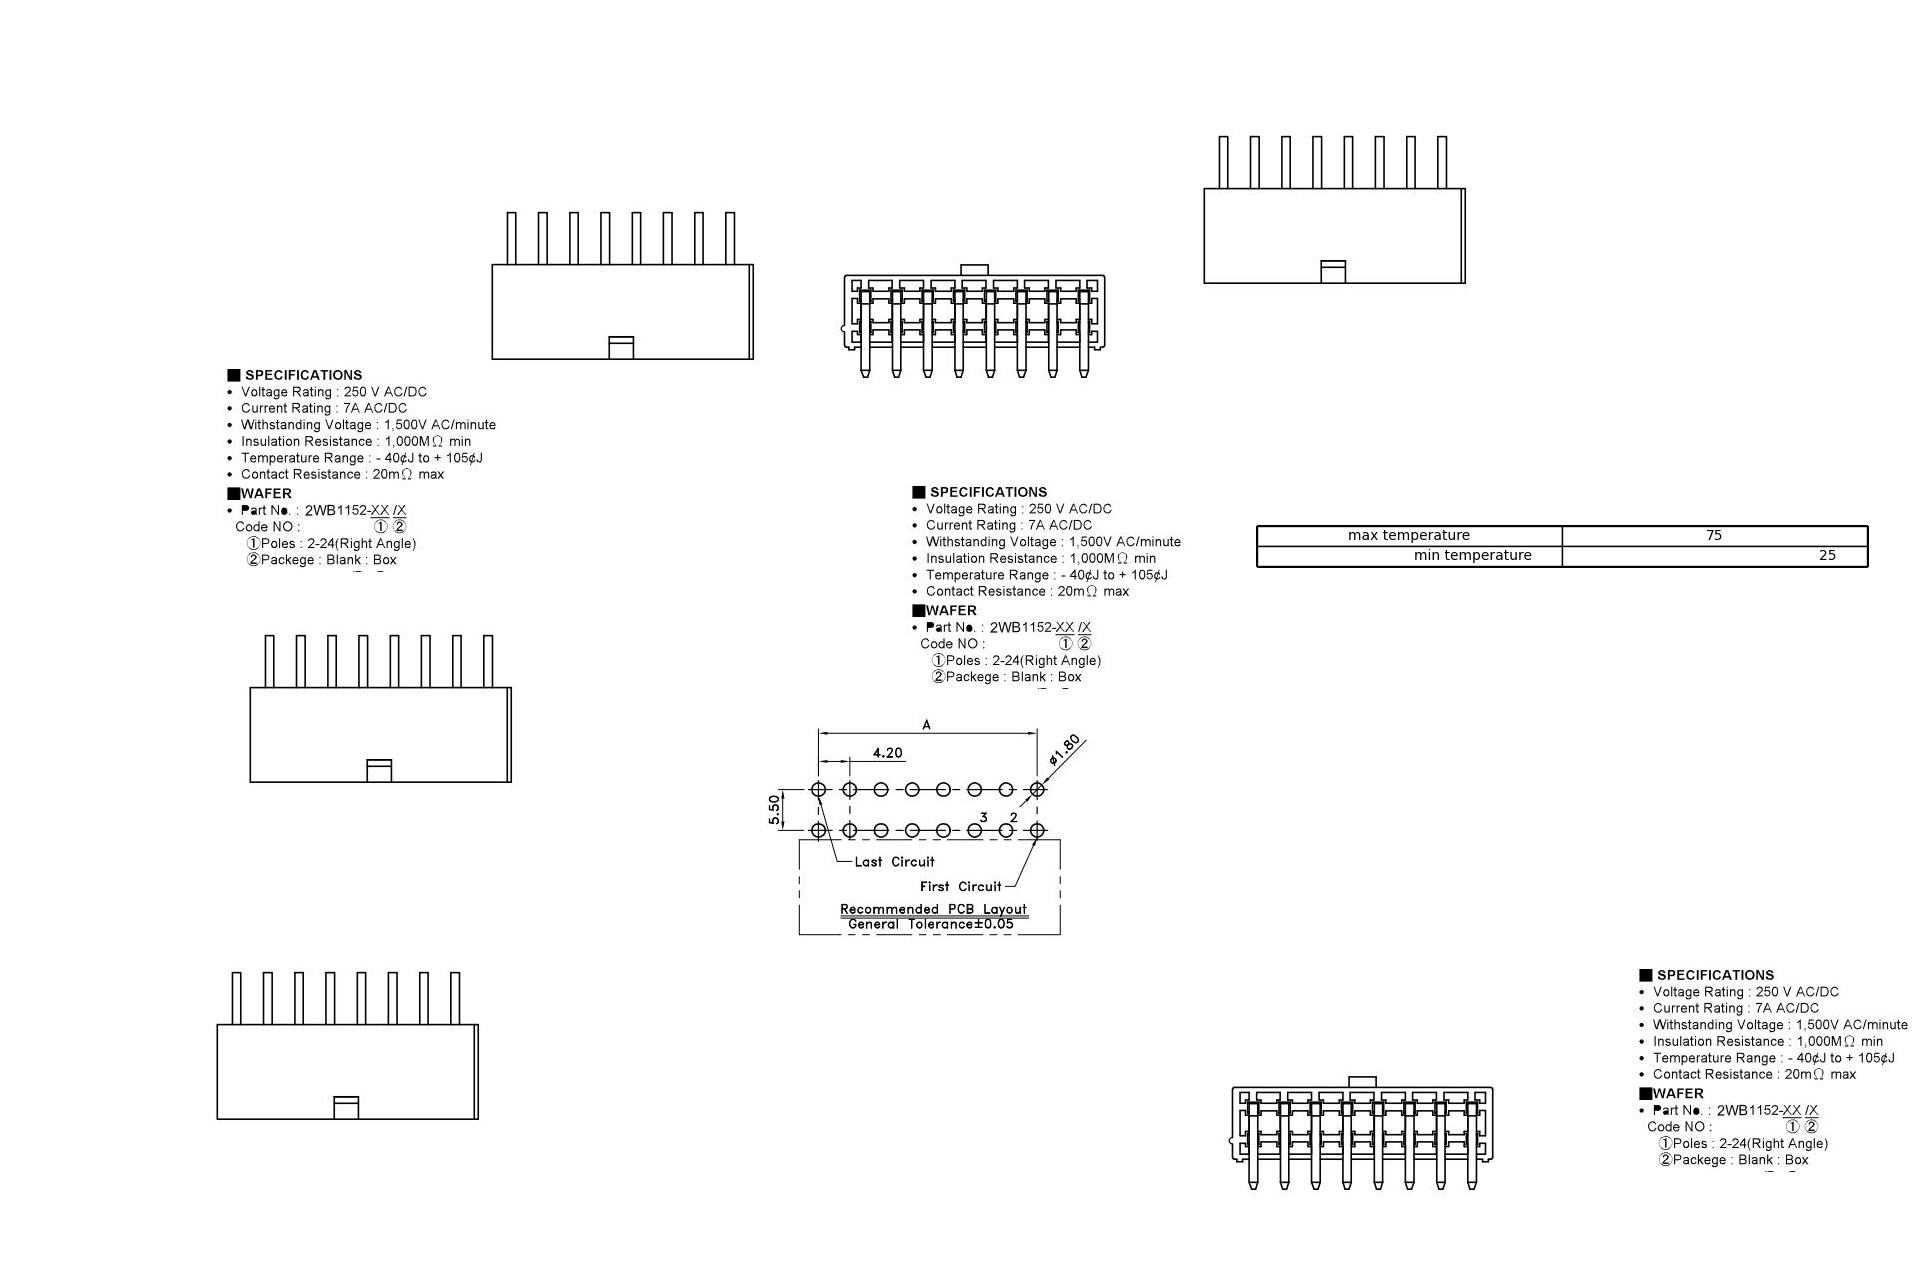 ■ SPECIFICATIONS
• Voltage Rating : 250 V AC/DC
• Current Rating : 7A AC/DC
• Withstanding Voltage : 1,500V AC/minute
• Insulation Resistance : 1,000MΩ min
• Temperature Range : - 40¢J to + 105¢J
• Contact Resistance : 20mΩ max
■WAFER
• Part No. : 2WB1152-XX /X
Code NO : ① ②
①Poles : 2-24(Right Angle)
②Packege : Blank : Box
■ SPECIFICATIONS
• Voltage Rating : 250 V AC/DC
• Current Rating : 7A AC/DC
• Withstanding Voltage : 1,500V AC/minute
• Insulation Resistance : 1,000MΩ min
• Temperature Range : - 40¢J to + 105¢J
• Contact Resistance : 20mΩ max
■WAFER
• Part No. : 2WB1152-XX /X
Code NO : ① ②
①Poles : 2-24(Right Angle)
②Packege : Blank : Box
max temperature 75
min temperature 25
A
4.20
ø1.80
5.50
3 2
Last Circuit
First Circuit
Recommended PCB Layout
General Tolerance±0.05
■ SPECIFICATIONS
• Voltage Rating : 250 V AC/DC
• Current Rating : 7A AC/DC
• Withstanding Voltage : 1,500V AC/minute
• Insulation Resistance : 1,000MΩ min
• Temperature Range : - 40¢J to + 105¢J
• Contact Resistance : 20mΩ max
■WAFER
• Part No. : 2WB1152-XX /X
Code NO : ① ②
①Poles : 2-24(Right Angle)
②Packege : Blank : Box